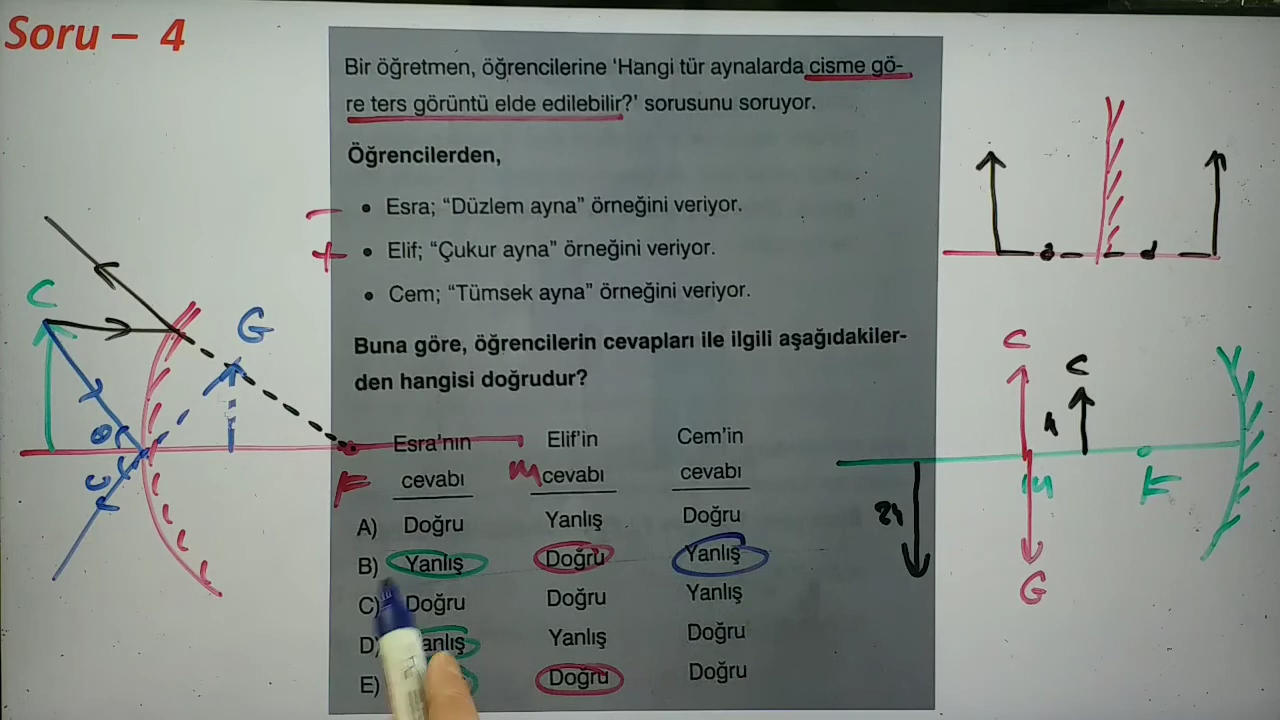 Soru – 4
Bir öğretmen, öğrencilerine 'Hangi tür aynalarda cisme gö-
re ters görüntü elde edilebilir?' sorusunu soruyor.
Öğrencilerden,
• Esra; "Düzlem ayna" örneğini veriyor.
• Elif; "Çukur ayna" örneğini veriyor.
• Cem; "Tümsek ayna" örneğini veriyor.
Buna göre, öğrencilerin cevapları ile ilgili aşağıdakiler-
den hangisi doğrudur?
Esra'nın Elif'in Cem'in
cevabı cevabı cevabı
A) Doğru Yanlış Doğru
B) Yanlış Doğru Yanlış
C) Doğru Doğru Yanlış
D) Yanlış Yanlış Doğru
E) Doğru Doğru
C
G
F
M
C
C
h
M
F
2h
G